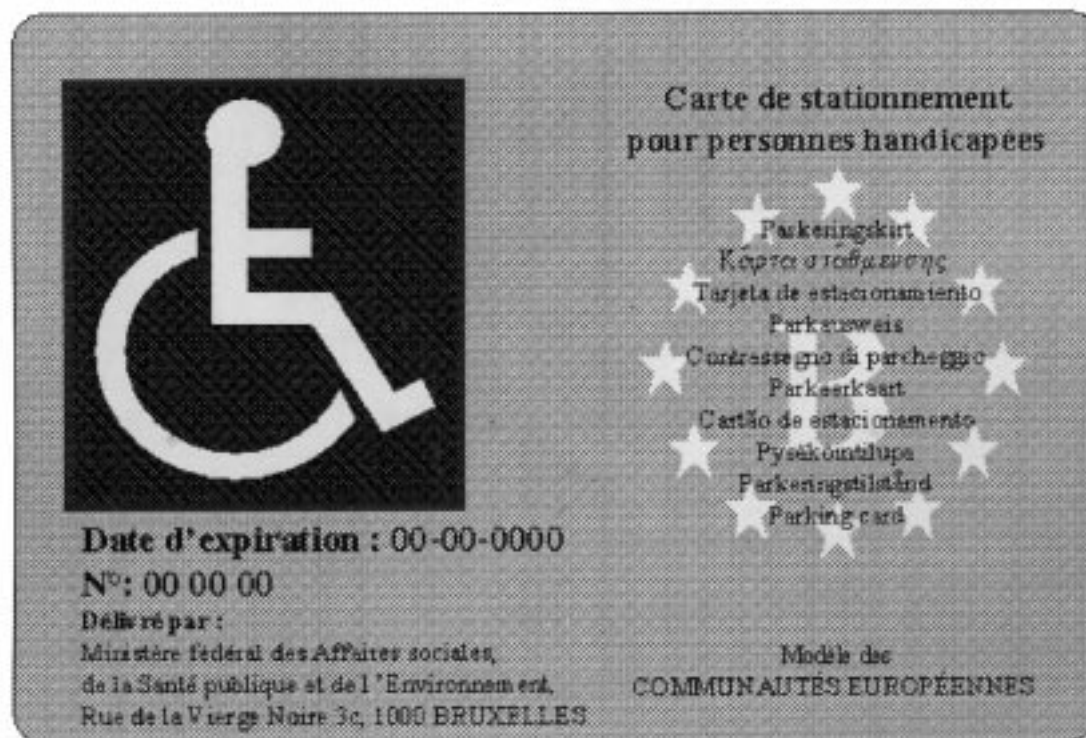 Carte de stationnement
pour personnes handicapées
Parkeringskort
Κάρτα στάθμευσης
Tarjeta de estacionamiento
Parkausweis
Contrassegno di parcheggio
Parkeerkaart
Cartão de estacionamento
Pysäköintilupa
Parkeringstilstånd
Parking card
B
Date d'expiration : 00-00-0000
N°: 00 00 00
Délivré par :
Ministère fédéral des Affaires sociales,
de la Santé publique et de l'Environnement,
Rue de la Vierge Noire 3c, 1000 BRUXELLES
Modèle des
COMMUNAUTÉS EUROPÉENNES